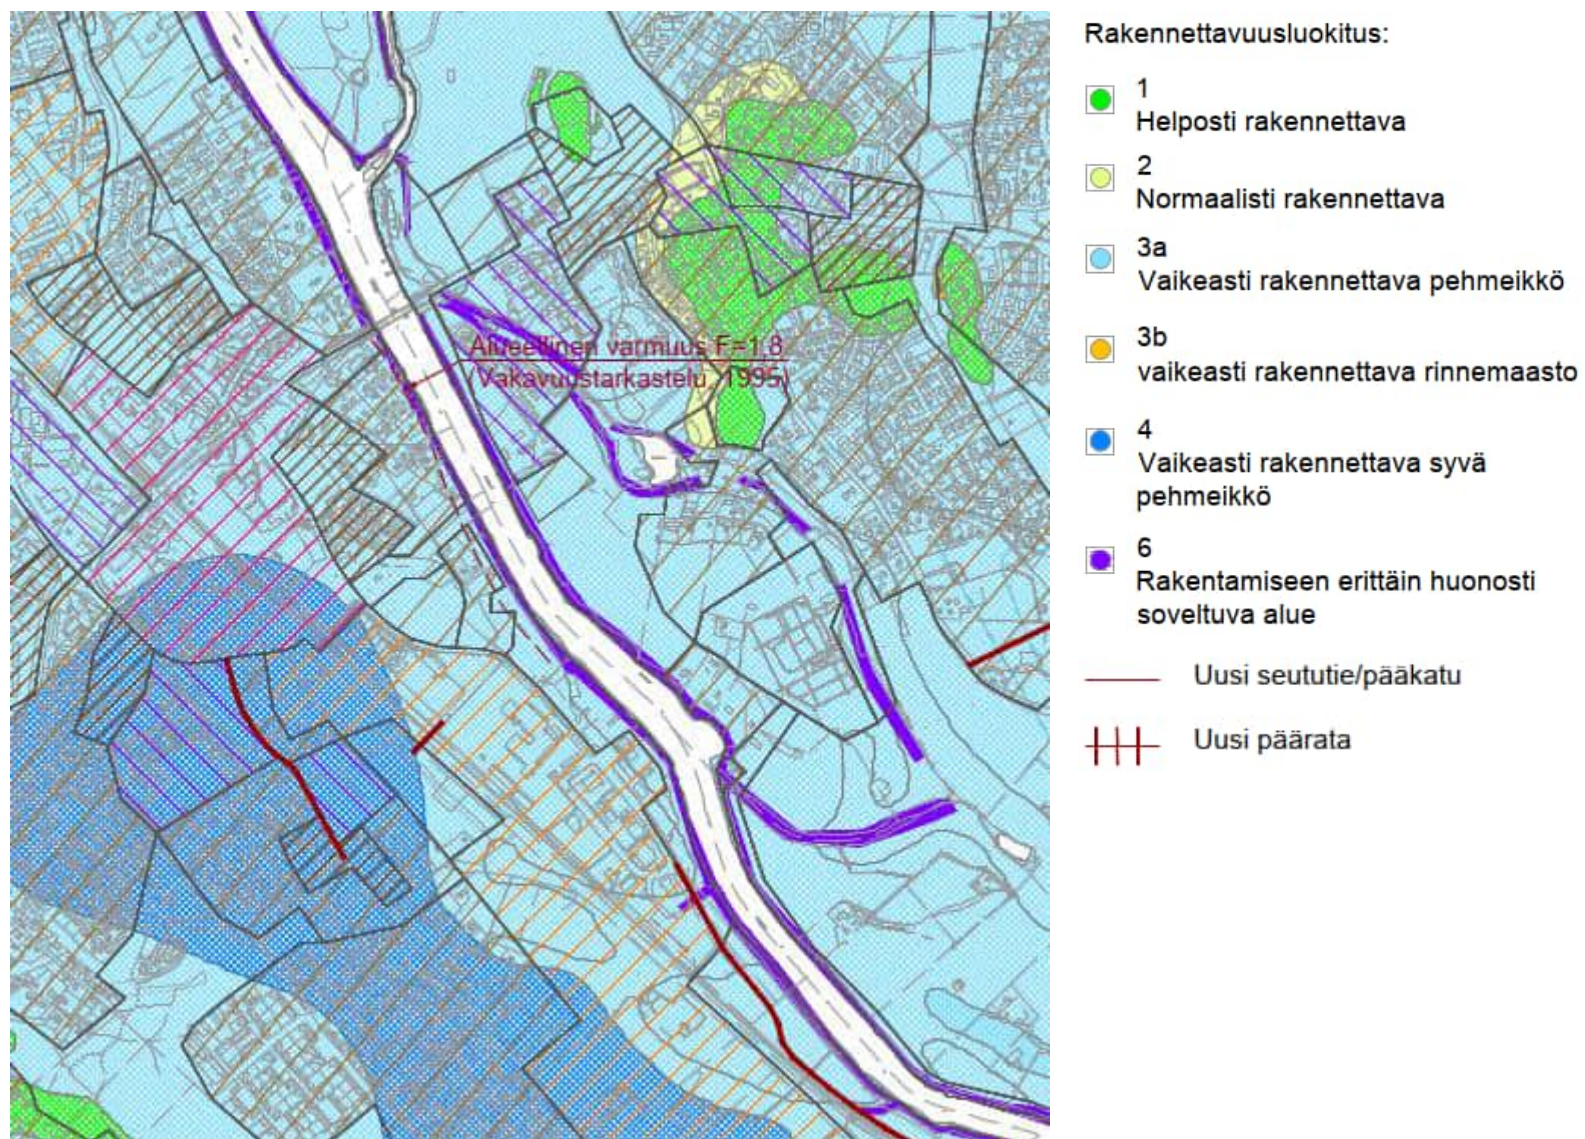 Alueellinen varmuus F=1,8
(Vakavuustarkastelu, 1995)
Rakennettavuusluokitus:
1
Helposti rakennettava
2
Normaalisti rakennettava
3a
Vaikeasti rakennettava pehmeikkö
3b
vaikeasti rakennettava rinnemaasto
4
Vaikeasti rakennettava syvä
pehmeikkö
6
Rakentamiseen erittäin huonosti
soveltuva alue
Uusi seututie/pääkatu
Uusi päärata